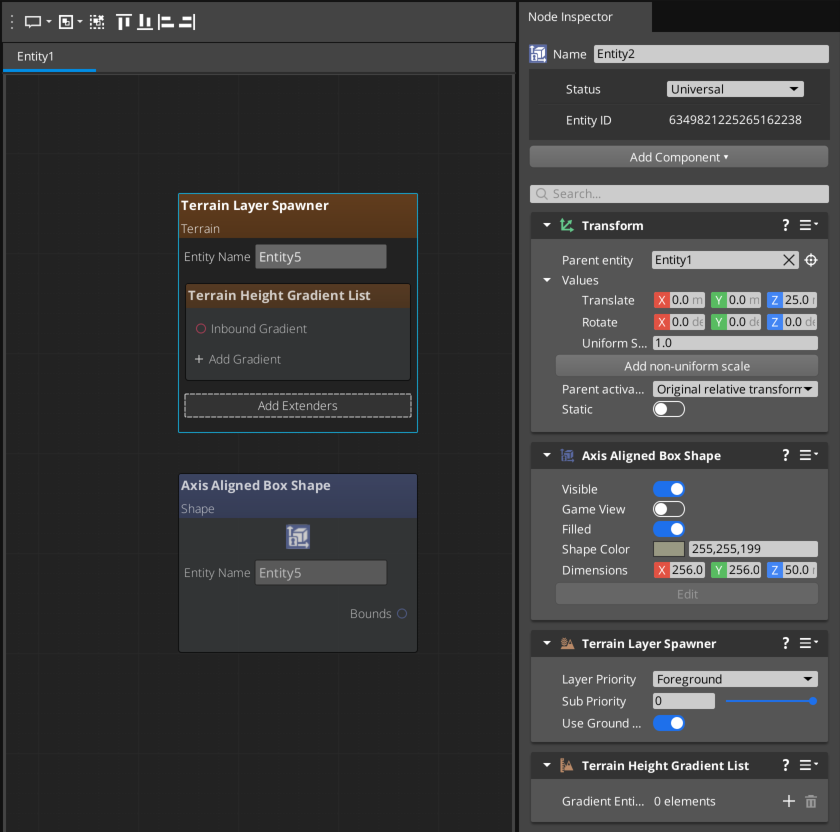 Entity1
Terrain Layer Spawner
Terrain
Entity Name Entity5
Terrain Height Gradient List
Inbound Gradient
+ Add Gradient
Add Extenders
Axis Aligned Box Shape
Shape
Entity Name Entity5
Bounds
Node Inspector
Name Entity2
Status Universal
Entity ID 6349821225265162238
Add Component
Search...
Transform ?
Parent entity Entity1
Values
Translate X 0.0 m Y 0.0 m Z 25.0
Rotate X 0.0 Y 0.0 Z 0.0
Uniform S... 1.0
Add non-uniform scale
Parent activa... Original relative transform
Static
Axis Aligned Box Shape ?
Visible
Game View
Filled
Shape Color 255,255,199
Dimensions X 256.0 Y 256.0 Z 50.0
Edit
Terrain Layer Spawner ?
Layer Priority Foreground
Sub Priority 0
Use Ground ...
Terrain Height Gradient List ?
Gradient Enti... 0 elements +